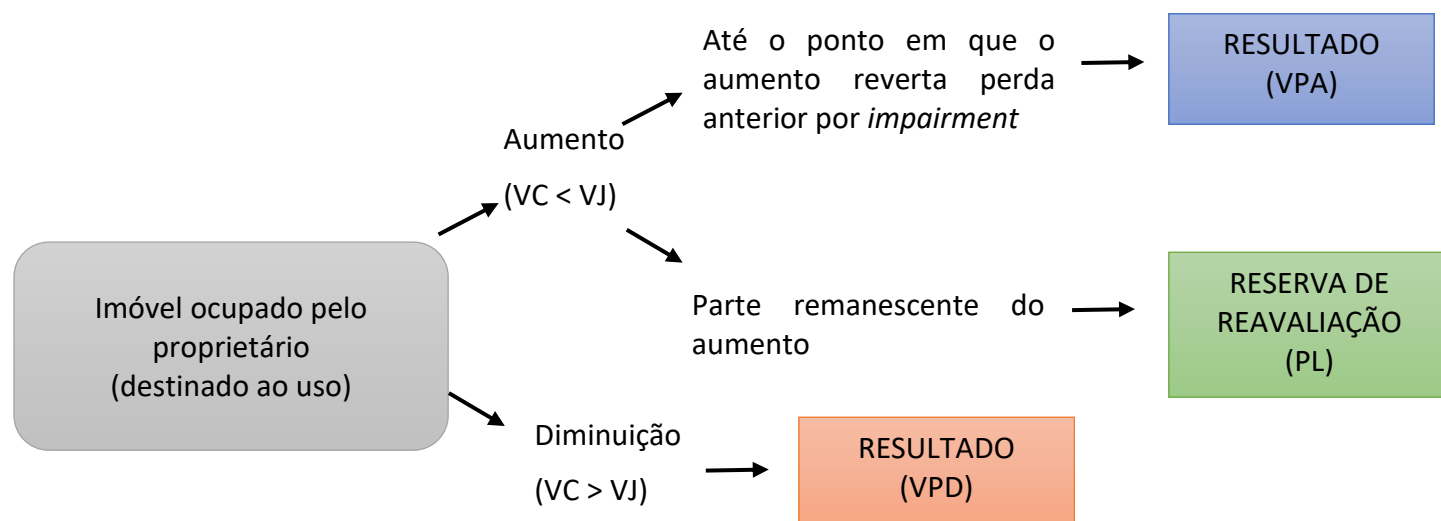 Imóvel ocupado pelo
proprietário
(destinado ao uso)
Aumento
(VC < VJ)
Até o ponto em que o
aumento reverta perda
anterior por impairment
RESULTADO
(VPA)
Parte remanescente do
aumento
RESERVA DE
REAVALIAÇÃO
(PL)
Diminuição
(VC > VJ)
RESULTADO
(VPD)